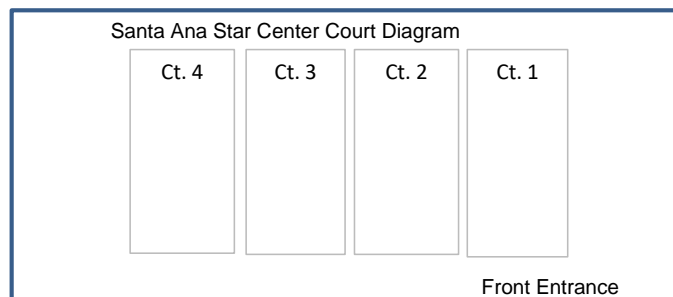 Santa Ana Star Center Court Diagram
Ct. 4 Ct. 3 Ct. 2 Ct. 1
Front Entrance